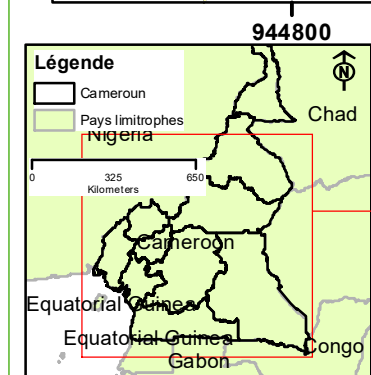 944800
Légende
N
Cameroun
Chad
Pays limitrophes
Nigeria
0 325 650
Kilometers
Cameroon
Equatorial Guinea
Equatorial Guinea
Congo
Gabon